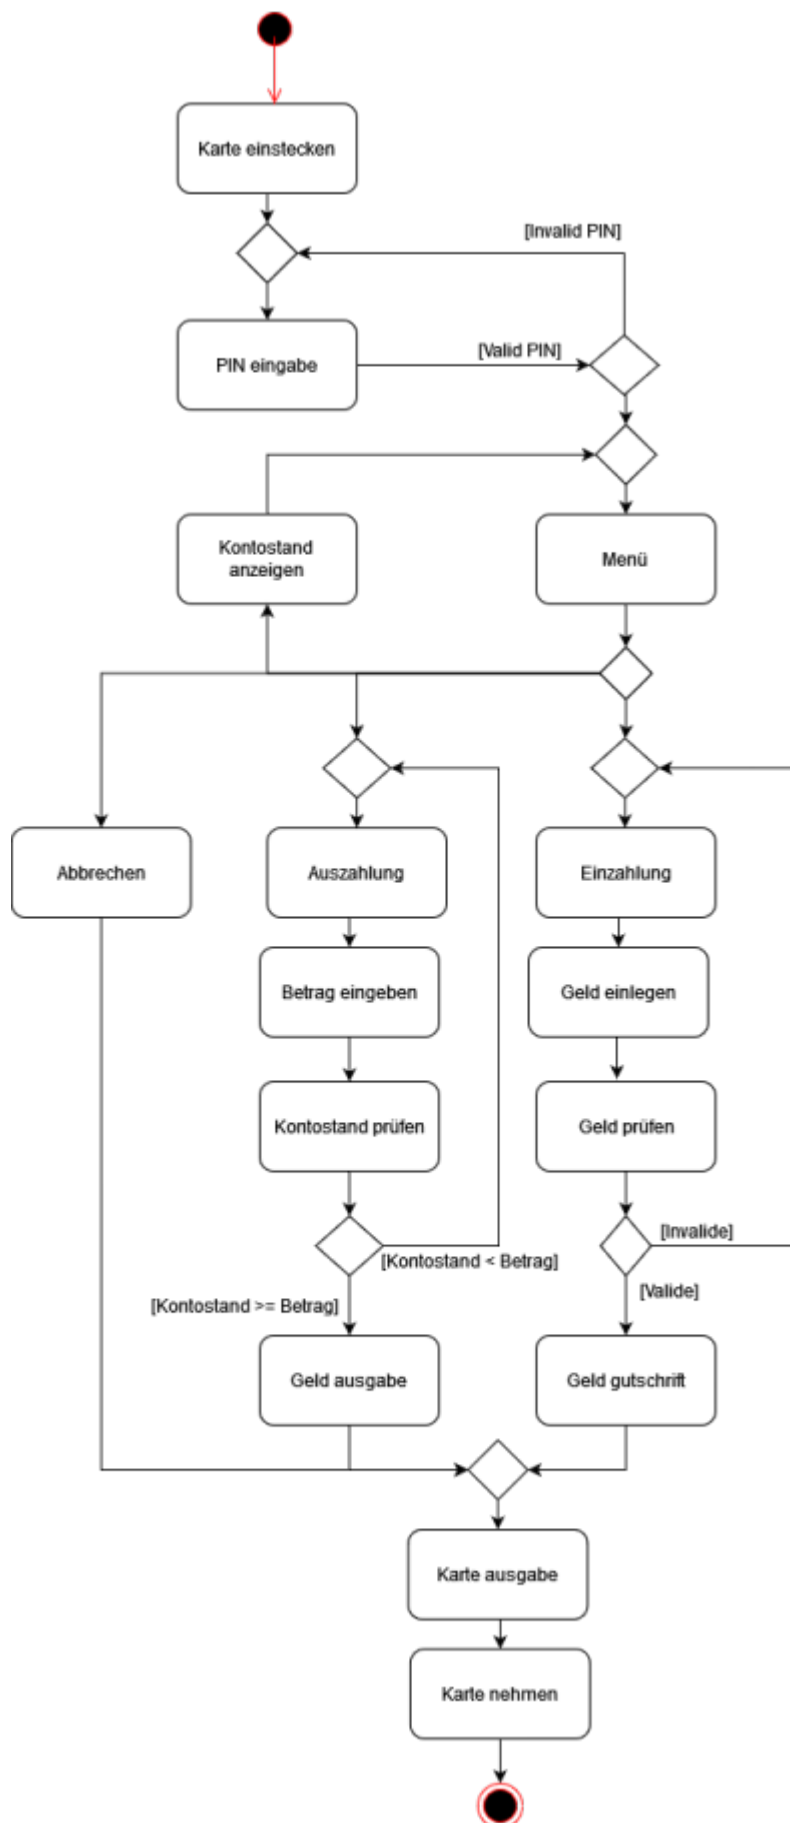 Karte einstecken
[Invalid PIN]
PIN eingabe
[Valid PIN]
Kontostand
anzeigen
Menü
Abbrechen
Auszahlung
Einzahlung
Betrag eingeben
Geld einlegen
Kontostand prüfen
Geld prüfen
[Invalide]
[Kontostand < Betrag]
[Valide]
[Kontostand >= Betrag]
Geld ausgabe
Geld gutschrift
Karte ausgabe
Karte nehmen